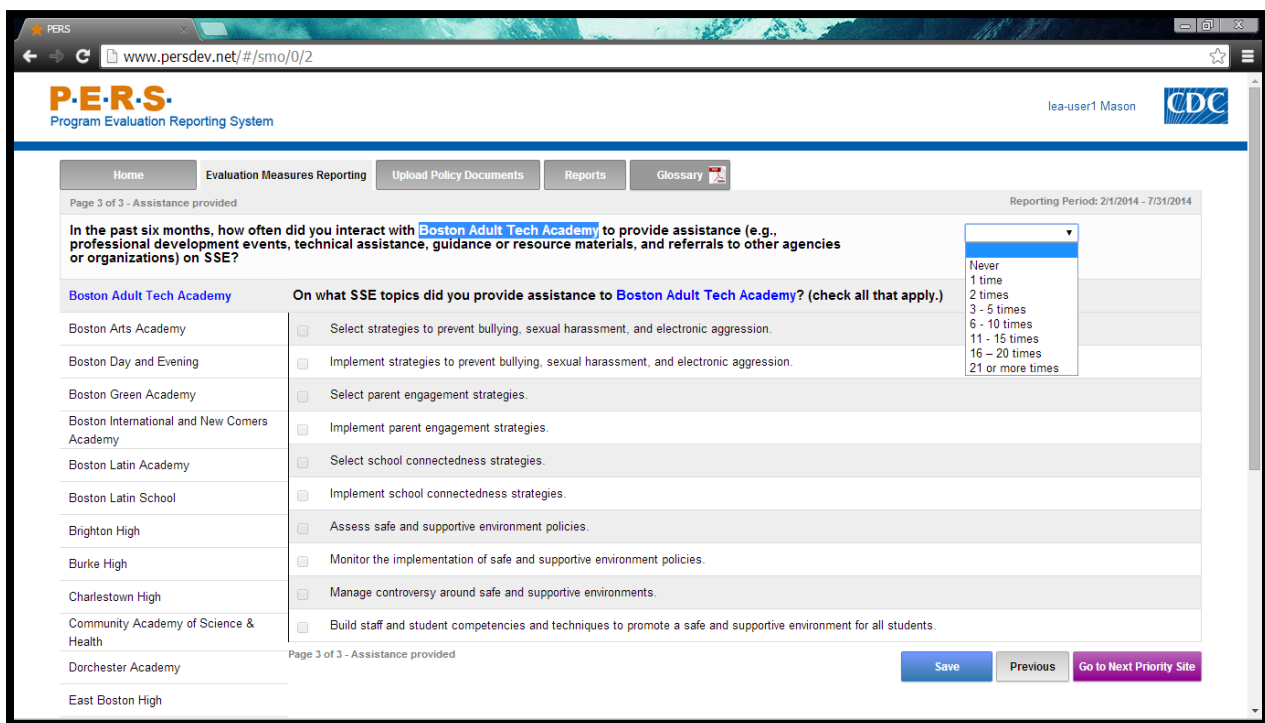 PERS
www.persdev.net/#/smo/0/2
P·E·R·S·
Program Evaluation Reporting System
lea-user1 Mason
CDC
Home
Evaluation Measures Reporting
Upload Policy Documents
Reports
Glossary
Page 3 of 3 - Assistance provided
Reporting Period: 2/1/2014 - 7/31/2014
In the past six months, how often did you interact with Boston Adult Tech Academy to provide assistance (e.g.,
professional development events, technical assistance, guidance or resource materials, and referrals to other agencies
or organizations) on SSE?
Never
1 time
2 times
3 - 5 times
6 - 10 times
11 - 15 times
16 – 20 times
21 or more times
Boston Adult Tech Academy
On what SSE topics did you provide assistance to Boston Adult Tech Academy? (check all that apply.)
Boston Arts Academy
Select strategies to prevent bullying, sexual harassment, and electronic aggression.
Boston Day and Evening
Implement strategies to prevent bullying, sexual harassment, and electronic aggression.
Boston Green Academy
Select parent engagement strategies.
Boston International and New Comers
Academy
Implement parent engagement strategies.
Boston Latin Academy
Select school connectedness strategies.
Boston Latin School
Implement school connectedness strategies.
Brighton High
Assess safe and supportive environment policies.
Burke High
Monitor the implementation of safe and supportive environment policies.
Charlestown High
Manage controversy around safe and supportive environments.
Community Academy of Science &
Health
Build staff and student competencies and techniques to promote a safe and supportive environment for all students.
Page 3 of 3 - Assistance provided
Dorchester Academy
Save
Previous
Go to Next Priority Site
East Boston High